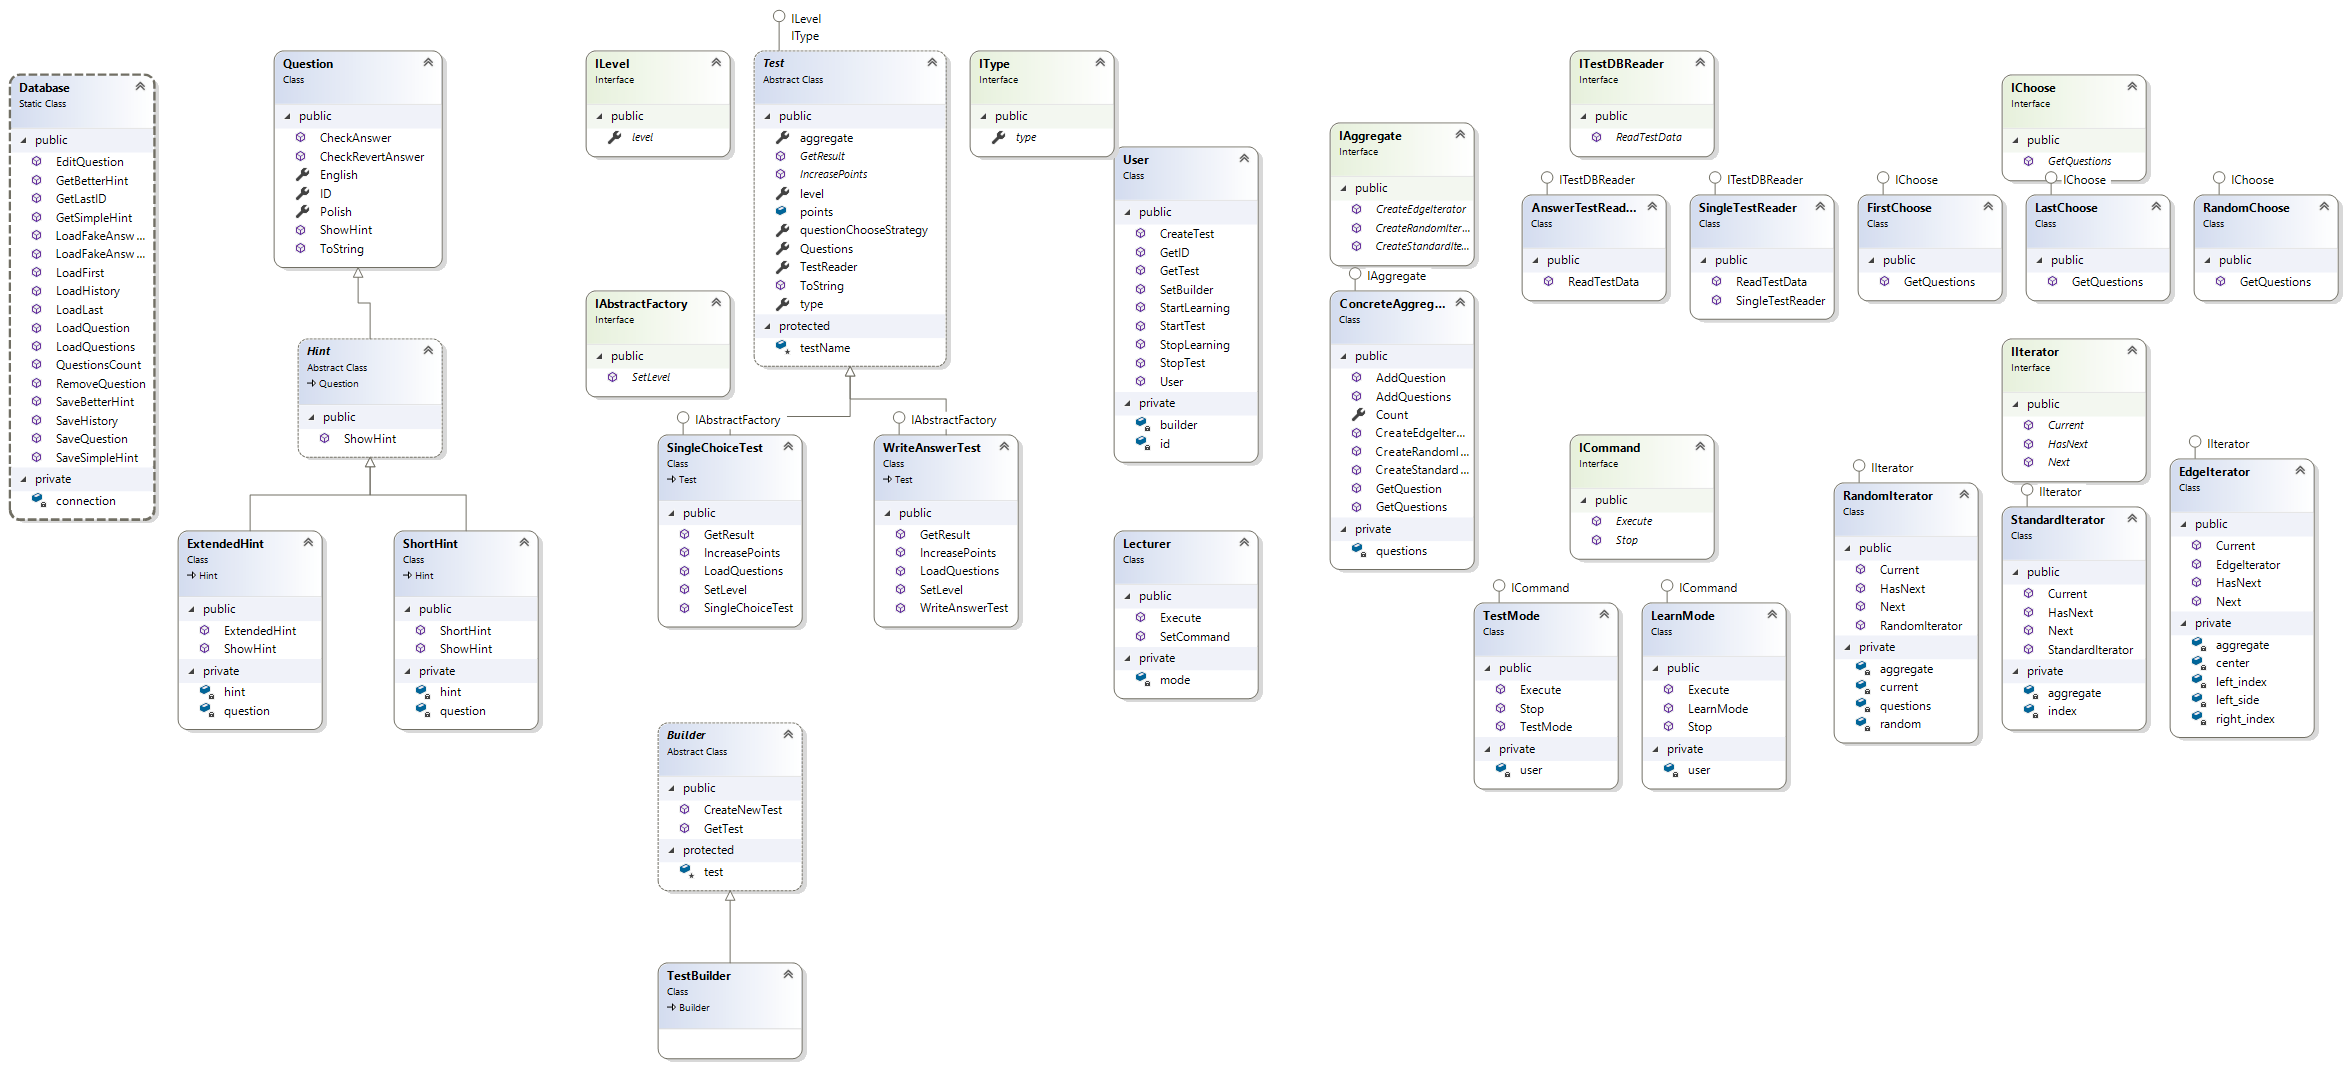 Database
Static Class
public
EditQuestion
GetBetterHint
GetLastID
GetSimpleHint
LoadFakeAnsw...
LoadFakeAnsw...
LoadFirst
LoadHistory
LoadLast
LoadQuestion
LoadQuestions
QuestionsCount
RemoveQuestion
SaveBetterHint
SaveHistory
SaveQuestion
SaveSimpleHint
private
connection
Question
Class
public
CheckAnswer
CheckRevertAnswer
English
ID
Polish
ShowHint
ToString
Hint
Abstract Class
Question
public
ShowHint
ExtendedHint
Class
Hint
public
ExtendedHint
ShowHint
private
hint
question
ShortHint
Class
Hint
public
ShortHint
ShowHint
private
hint
question
ILevel
Interface
public
level
IAbstractFactory
Interface
public
SetLevel
ILevel
IType
Test
Abstract Class
public
aggregate
GetResult
IncreasePoints
level
points
questionChooseStrategy
Questions
TestReader
ToString
type
protected
testName
IAbstractFactory
SingleChoiceTest
Class
Test
public
GetResult
IncreasePoints
LoadQuestions
SetLevel
SingleChoiceTest
IAbstractFactory
WriteAnswerTest
Class
Test
public
GetResult
IncreasePoints
LoadQuestions
SetLevel
WriteAnswerTest
Builder
Abstract Class
public
CreateNewTest
GetTest
protected
test
TestBuilder
Class
Builder
IType
Interface
public
type
User
Class
public
CreateTest
GetID
GetTest
SetBuilder
StartLearning
StartTest
StopLearning
StopTest
User
private
builder
id
Lecturer
Class
public
Execute
SetCommand
private
mode
IAggregate
Interface
public
CreateEdgeIterator
CreateRandomIter...
CreateStandardIte...
IAggregate
ConcreteAggreg...
Class
public
AddQuestion
AddQuestions
Count
CreateEdgeIter...
CreateRandomI...
CreateStandard...
GetQuestion
GetQuestions
private
questions
ITestDBReader
Interface
public
ReadTestData
ITestDBReader
AnswerTestRead...
Class
public
ReadTestData
ITestDBReader
SingleTestReader
Class
public
ReadTestData
SingleTestReader
ICommand
Interface
public
Execute
Stop
ICommand
TestMode
Class
public
Execute
Stop
TestMode
private
user
ICommand
LearnMode
Class
public
Execute
LearnMode
Stop
private
user
IChoose
Interface
public
GetQuestions
IChoose
FirstChoose
Class
public
GetQuestions
IChoose
LastChoose
Class
public
GetQuestions
IChoose
RandomChoose
Class
public
GetQuestions
IIterator
Interface
public
Current
HasNext
Next
IIterator
RandomIterator
Class
public
Current
HasNext
Next
RandomIterator
private
aggregate
current
questions
random
IIterator
StandardIterator
Class
public
Current
HasNext
Next
StandardIterator
private
aggregate
index
IIterator
EdgeIterator
Class
public
Current
EdgeIterator
HasNext
Next
private
aggregate
center
left_index
left_side
right_index